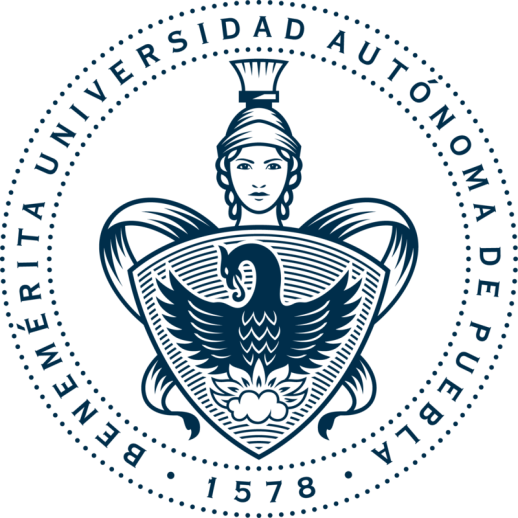 BENEMÉRITA UNIVERSIDAD AUTÓNOMA DE PUEBLA
• 1578 •